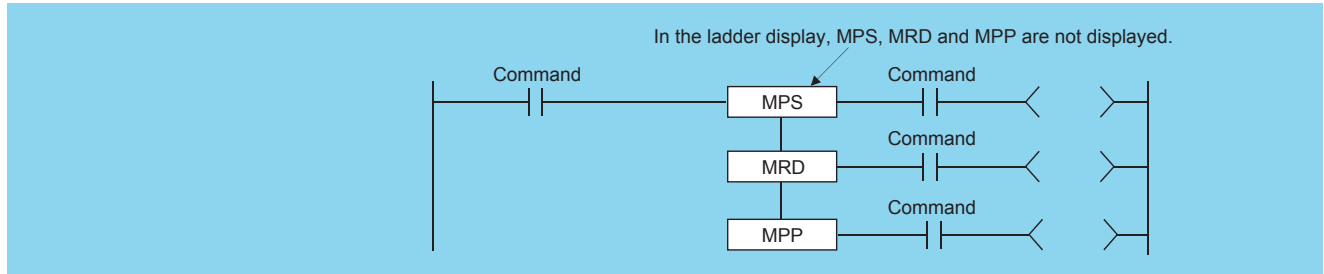 In the ladder display, MPS, MRD and MPP are not displayed.
Command
Command
MPS
Command
MRD
Command
MPP